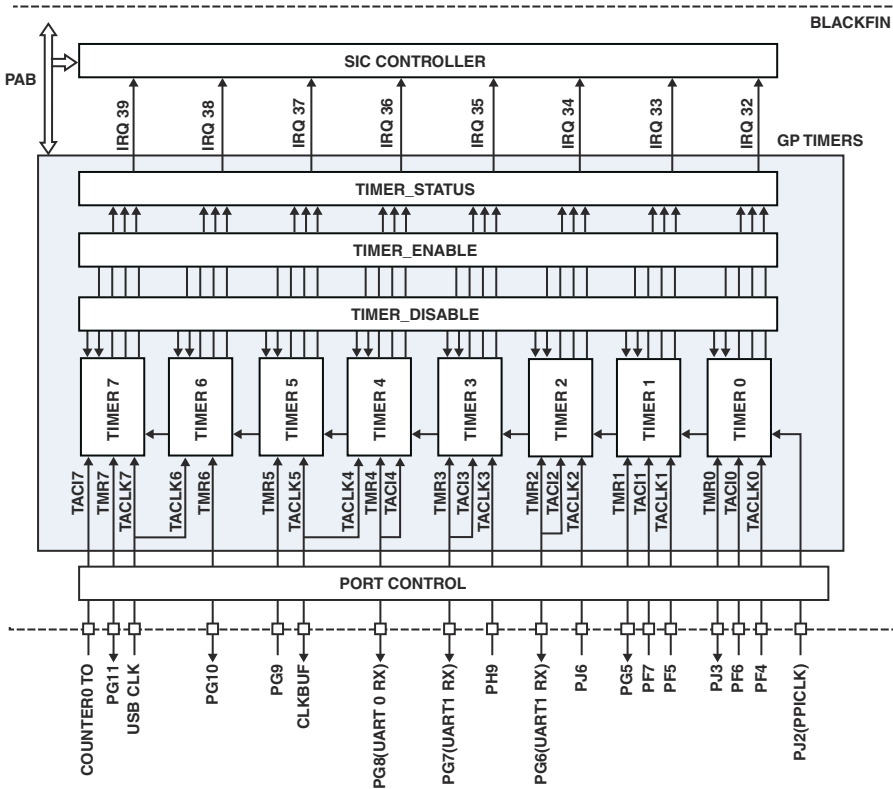 BLACKFIN
SIC CONTROLLER
PAB
IRQ 39
IRQ 38
IRQ 37
IRQ 36
IRQ 35
IRQ 34
IRQ 33
IRQ 32
GP TIMERS
TIMER_STATUS
TIMER_ENABLE
TIMER_DISABLE
TIMER 7
TIMER 6
TIMER 5
TIMER 4
TIMER 3
TIMER 2
TIMER 1
TIMER 0
TACI7
TMR7
TACLK7
TACLK6
TMR6
TMR5
TACLK5
TACLK4
TMR4
TACI4
TMR3
TACI3
TACLK3
TMR2
TACI2
TACLK2
TMR1
TACI1
TACLK1
TMR0
TACI0
TACLK0
PORT CONTROL
COUNTER0 TO
PG11
USB CLK
PG10
PG9
CLKBUF
PG8(UART 0 RX)
PG7(UART1 RX)
PH9
PG6(UART1 RX)
PJ6
PG5
PF7
PF5
PJ3
PF6
PF4
PJ2(PPICLK)